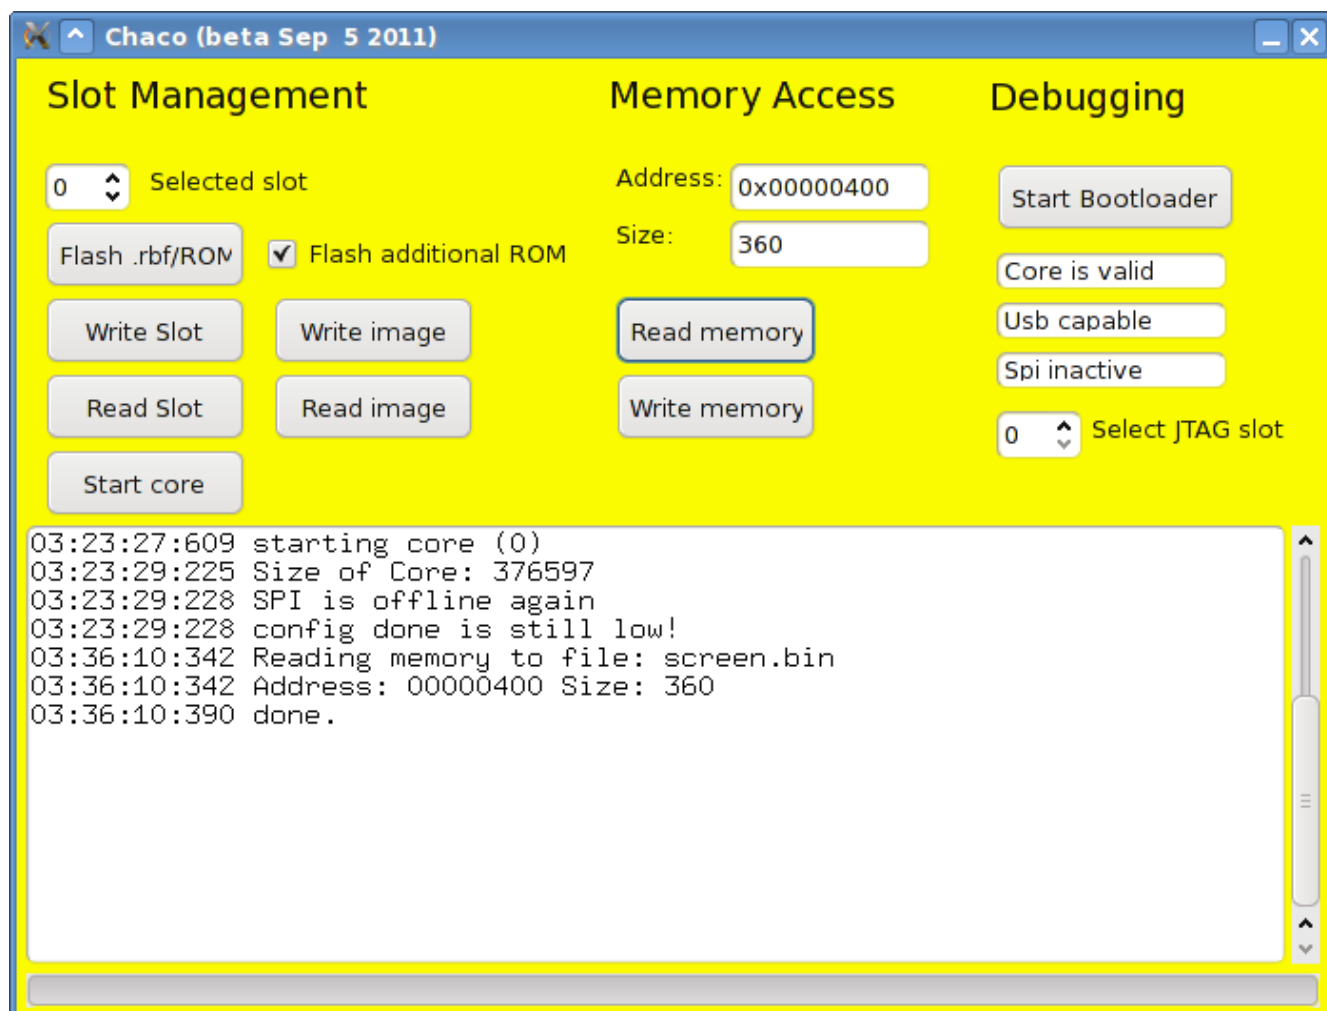 Chaco (beta Sep  5 2011)
Slot Management
Memory Access
Debugging
0
Selected slot
Address:
0x00000400
Start Bootloader
Flash .rbf/ROM
Flash additional ROM
Size:
360
Core is valid
Write Slot
Write image
Read memory
Usb capable
Spi inactive
Read Slot
Read image
Write memory
0
Select JTAG slot
Start core
03:23:27:609 starting core (0)
03:23:29:225 Size of Core: 376597
03:23:29:228 SPI is offline again
03:23:29:228 config done is still low!
03:36:10:342 Reading memory to file: screen.bin
03:36:10:342 Address: 00000400 Size: 360
03:36:10:390 done.